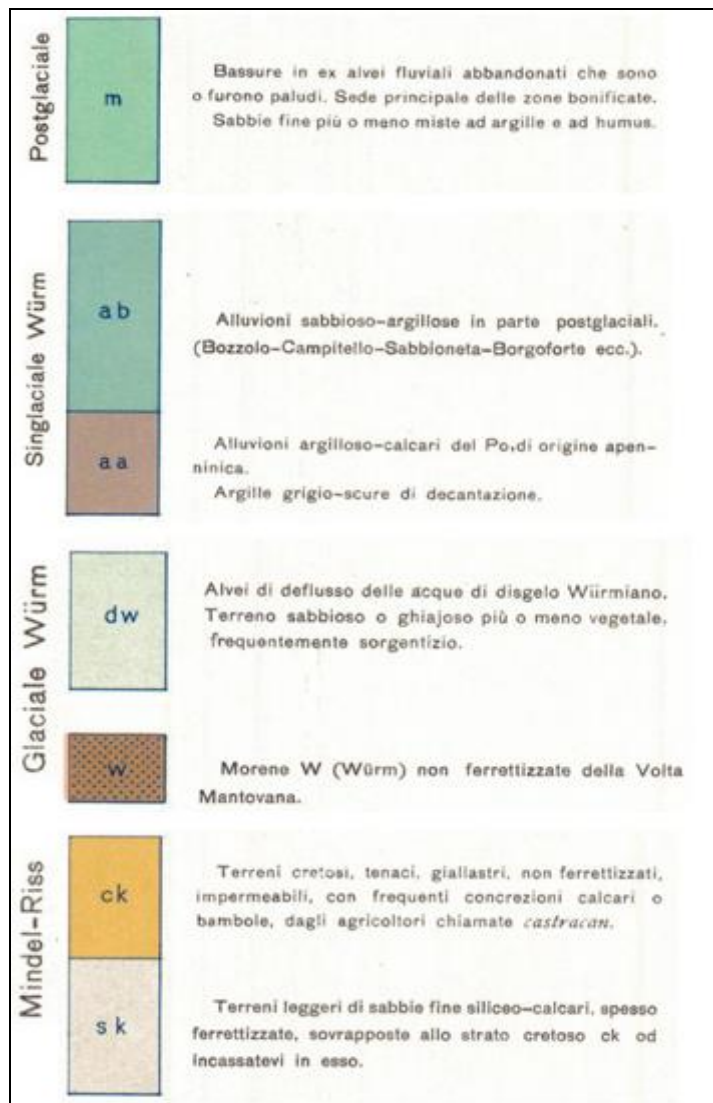 Postglaciale
m
Bassure in ex alvei fluviali abbandonati che sono
o furono paludi. Sede principale delle zone bonificate.
Sabbie fine più o meno miste ad argille e ad humus.
Singlaciale Würm
ab
Alluvioni sabbioso-argillose in parte postglaciali.
(Bozzolo-Campitello-Sabbioneta-Borgoforte ecc.).
aa
Alluvioni argilloso-calcari del Po, di origine apen-
ninica.
Argille grigio-scure di decantazione.
Glaciale Würm
dw
Alvei di deflusso delle acque di disgelo Würmiano.
Terreno sabbioso o ghiajoso più o meno vegetale,
frequentemente sorgentizio.
w
Morene W (Würm) non ferrettizzate della Volta
Mantovana.
Mindel-Riss
ck
Terreni cretosi, tenaci, giallastri, non ferrettizzati,
impermeabili, con frequenti concrezioni calcari o
bambole, dagli agricoltori chiamate castracan.
sk
Terreni leggeri di sabbie fine siliceo-calcari, spesso
ferrettizzate, sovrapposte allo strato cretoso ck od
incassatevi in esso.